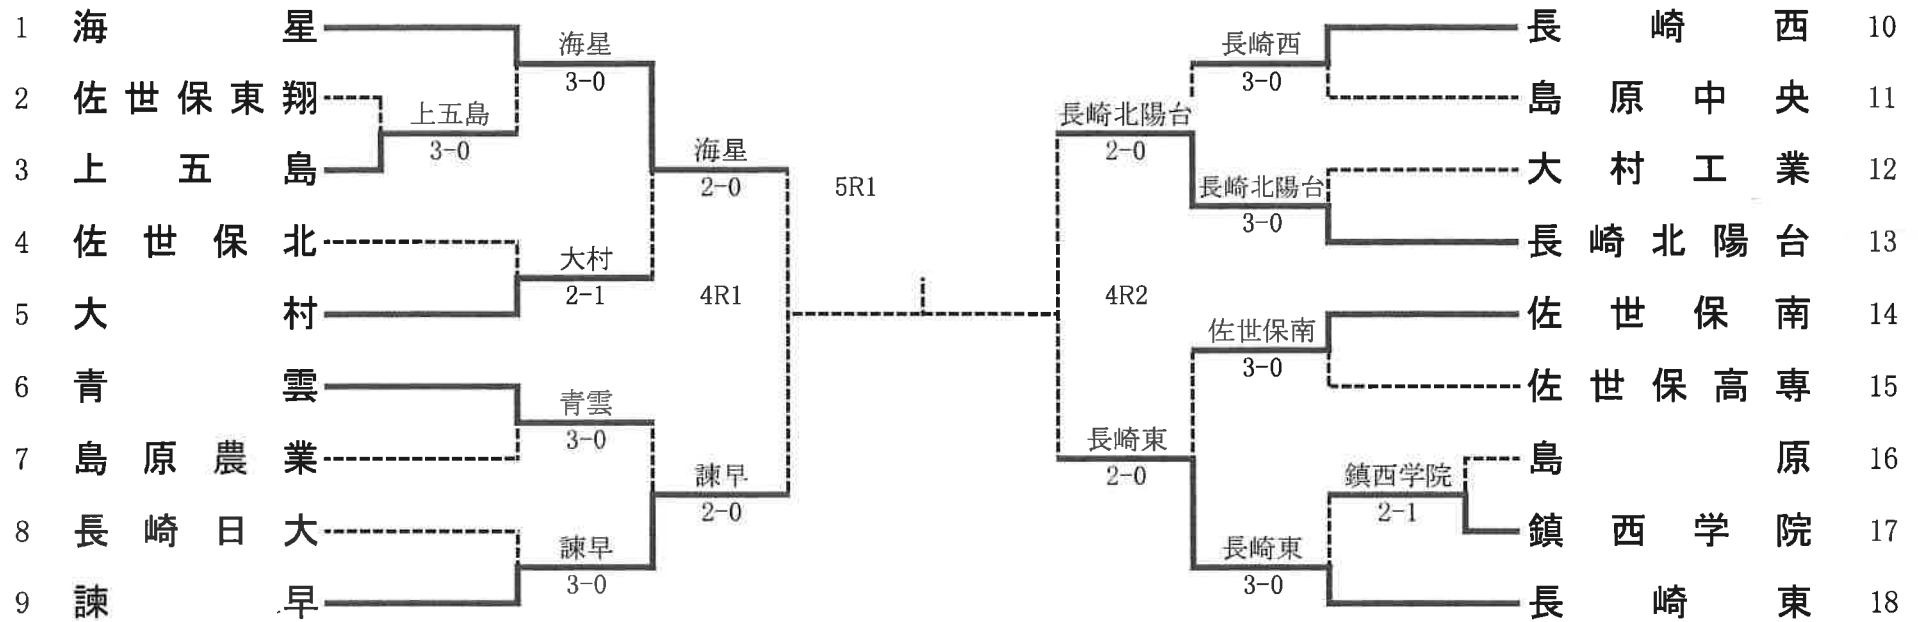 1 海星
2 佐世保東翔
3 上五島
4 佐世保北
5 大村
6 青雲
7 島原農業
8 長崎日大
9 諫早
上五島
3-0
海星
3-0
大村
2-1
青雲
3-0
諫早
3-0
海星
2-0
諫早
2-0
4R1
5R1
4R2
長崎北陽台
2-0
長崎東
2-0
長崎西
3-0
長崎北陽台
3-0
佐世保南
3-0
長崎東
3-0
鎮西学院
2-1
長崎西 10
島原中央 11
大村工業 12
長崎北陽台 13
佐世保南 14
佐世保高専 15
島原 16
鎮西学院 17
長崎東 18